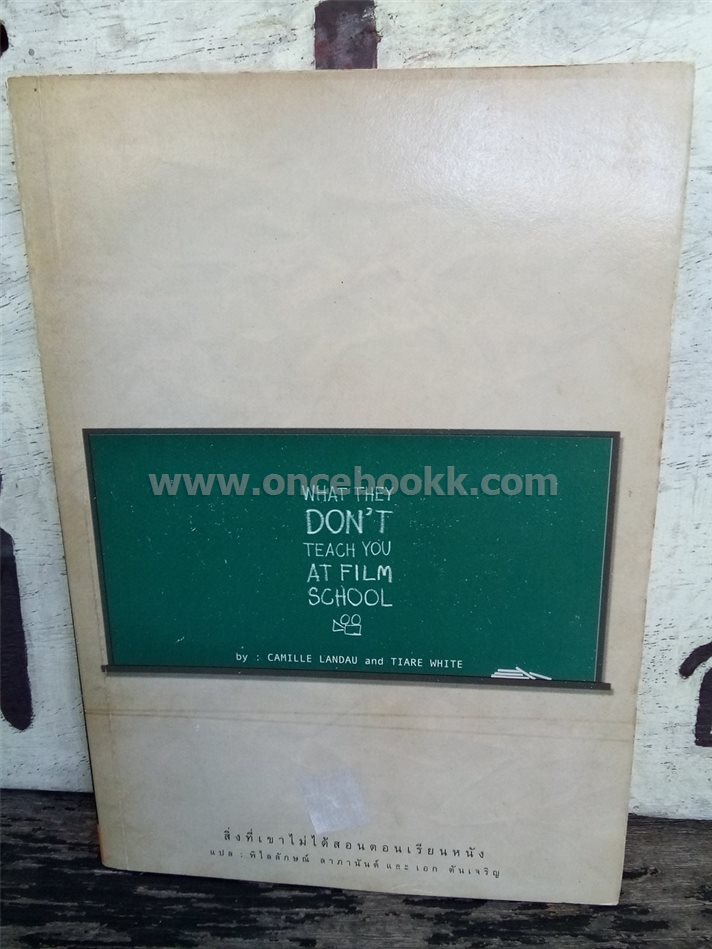 www.oncebookk.com
WHAT THEY
DON'T
TEACH YOU
AT FILM
SCHOOL
by : CAMILLE LANDAU and TIARE WHITE
สิ่งที่เขาไม่ได้สอนตอนเรียนหนัง
แปล : พิไลลักษณ์ ลาภานันต์ และ เอก ตันเจริญ